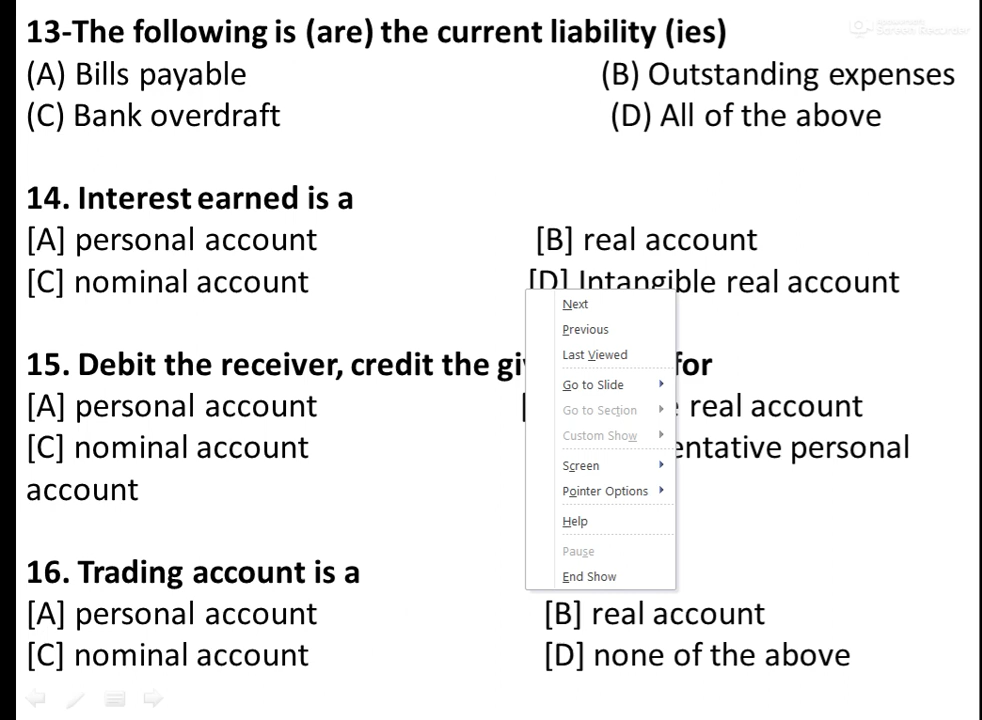 13-The following is (are) the current liability (ies)
(A) Bills payable (B) Outstanding expenses
(C) Bank overdraft (D) All of the above
14. Interest earned is a
[A] personal account [B] real account
[C] nominal account [D] Intangible real account
15. Debit the receiver, credit the gi for
[A] personal account [ real account
[C] nominal account entative personal
account
16. Trading account is a
[A] personal account [B] real account
[C] nominal account [D] none of the above
Next
Previous
Last Viewed
Go to Slide
Go to Section
Custom Show
Screen
Pointer Options
Help
Pause
End Show
Screen Recorder